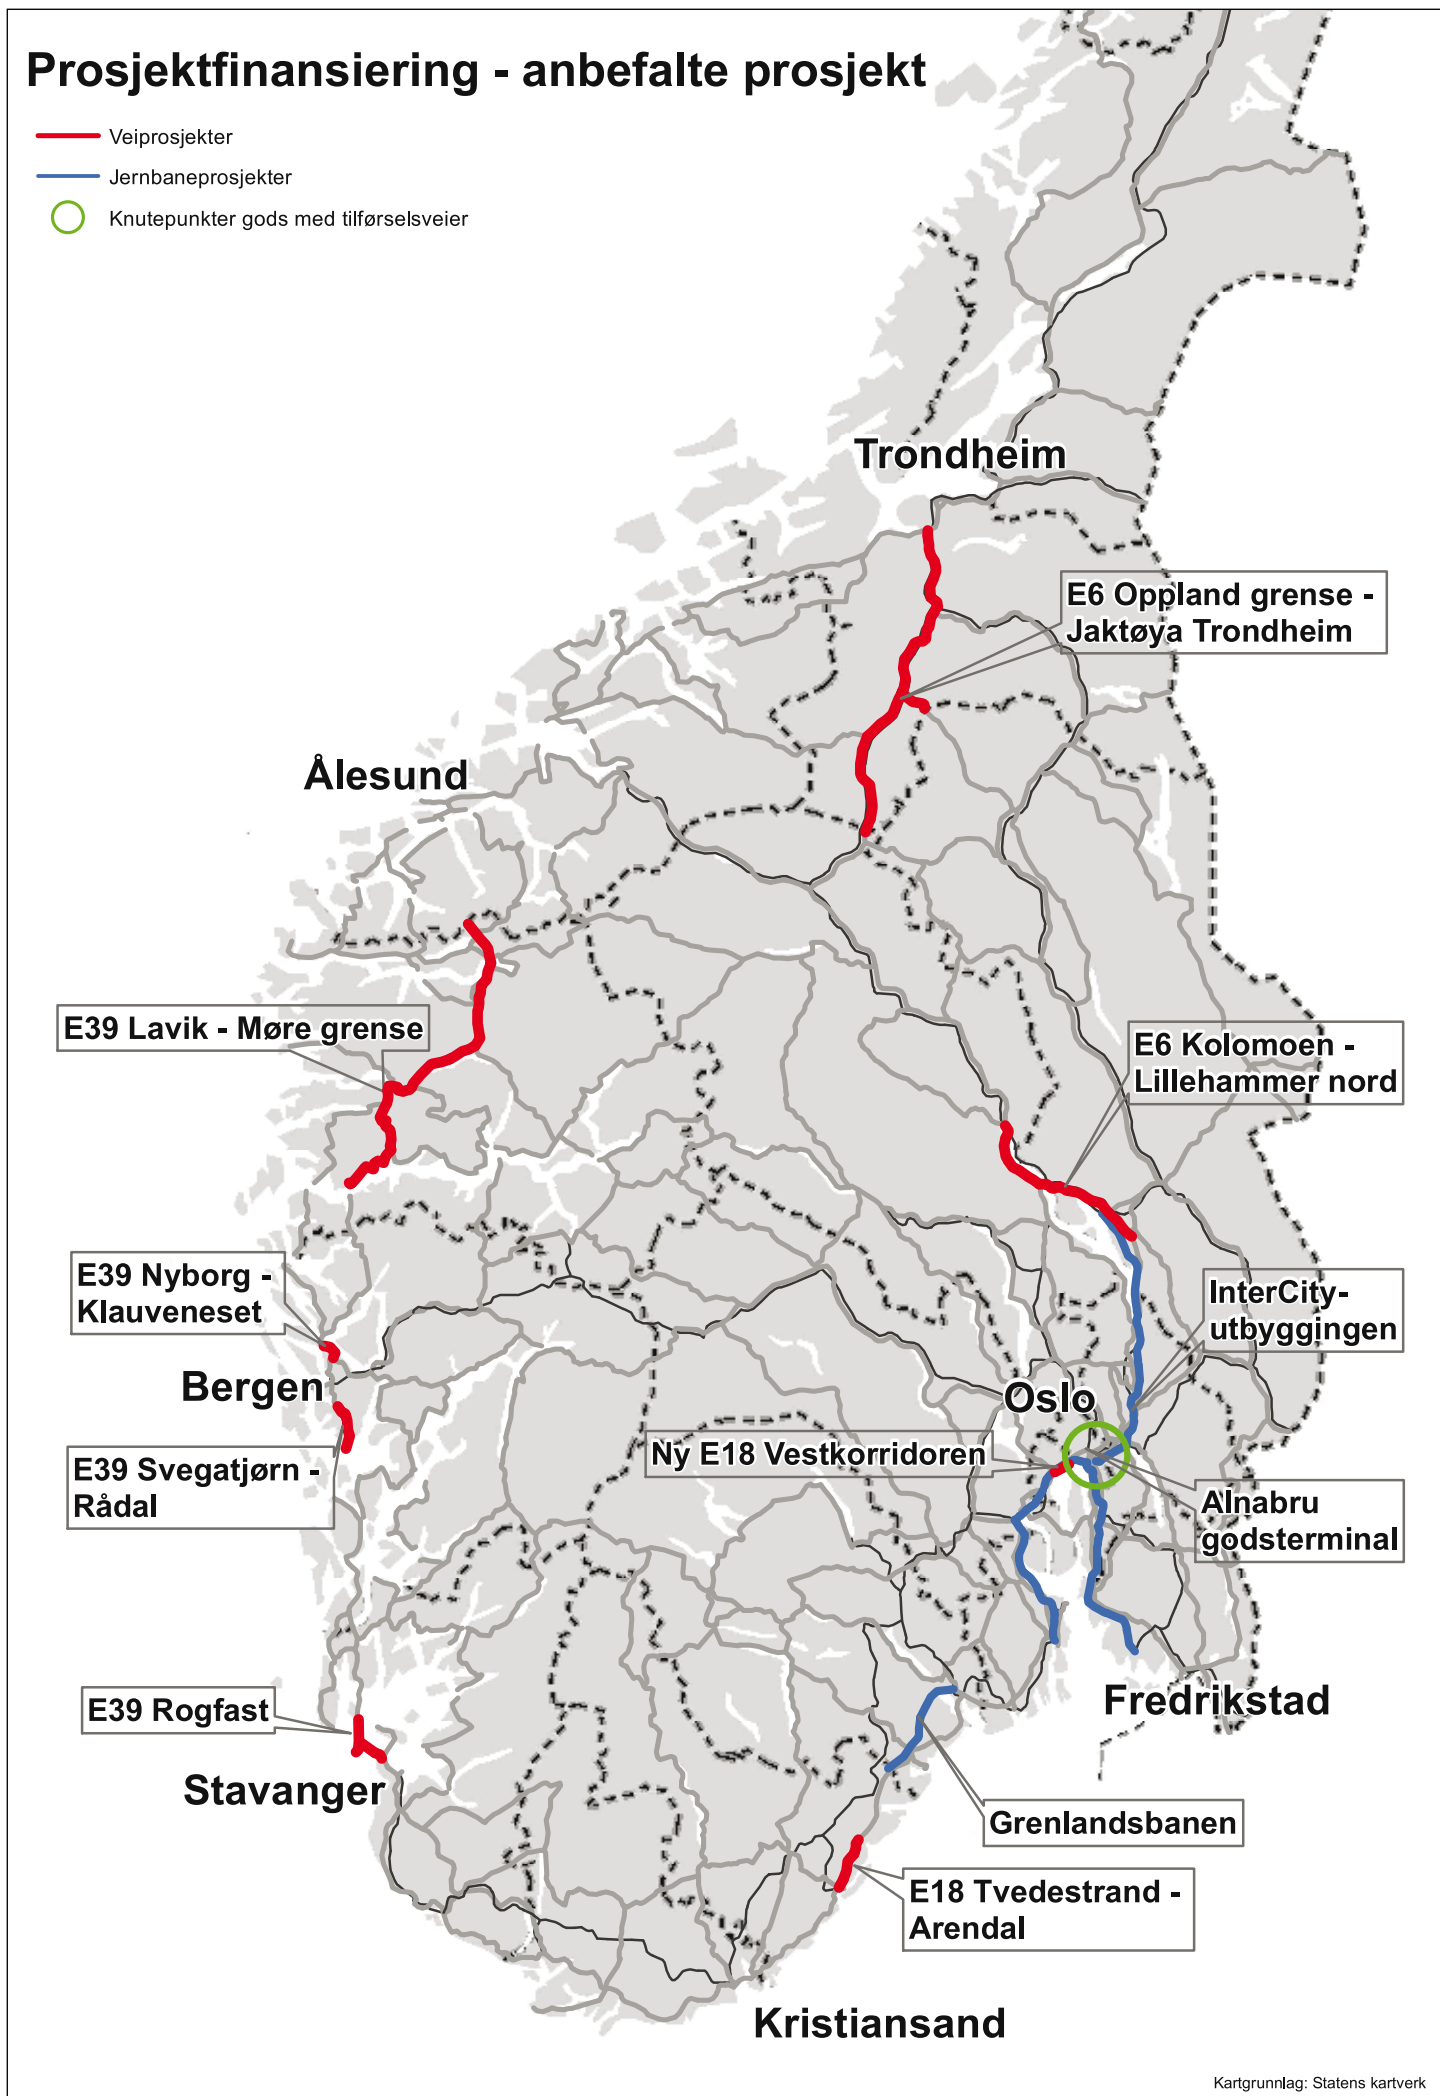 Prosjektfinansiering - anbefalte prosjekt
Veiprosjekter
Jernbaneprosjekter
Knutepunkter gods med tilførselsveier
Trondheim
E6 Oppland grense -
Jaktøya Trondheim
Ålesund
E39 Lavik - Møre grense
E6 Kolomoen -
Lillehammer nord
E39 Nyborg -
Klauveneset
InterCity-
utbyggingen
Bergen
Oslo
Ny E18 Vestkorridoren
E39 Svegatjørn -
Rådal
Alnabru
godsterminal
E39 Rogfast
Fredrikstad
Stavanger
Grenlandsbanen
E18 Tvedestrand -
Arendal
Kristiansand
Kartgrunnlag: Statens kartverk